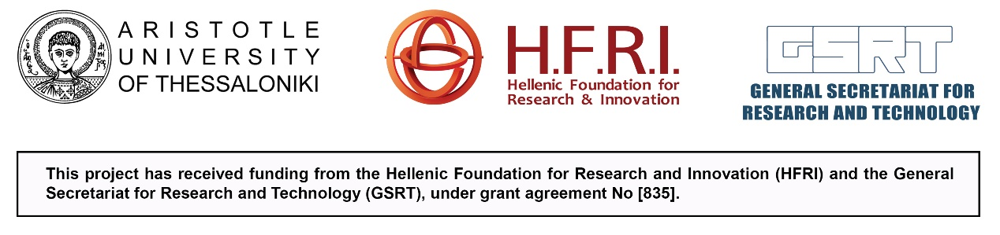 ARISTOTLE
UNIVERSITY
OF THESSALONIKI
H.F.R.I.
Hellenic Foundation for
Research & Innovation
GSRT
GENERAL SECRETARIAT FOR
RESEARCH AND TECHNOLOGY
This project has received funding from the Hellenic Foundation for Research and Innovation (HFRI) and the General
Secretariat for Research and Technology (GSRT), under grant agreement No [835].